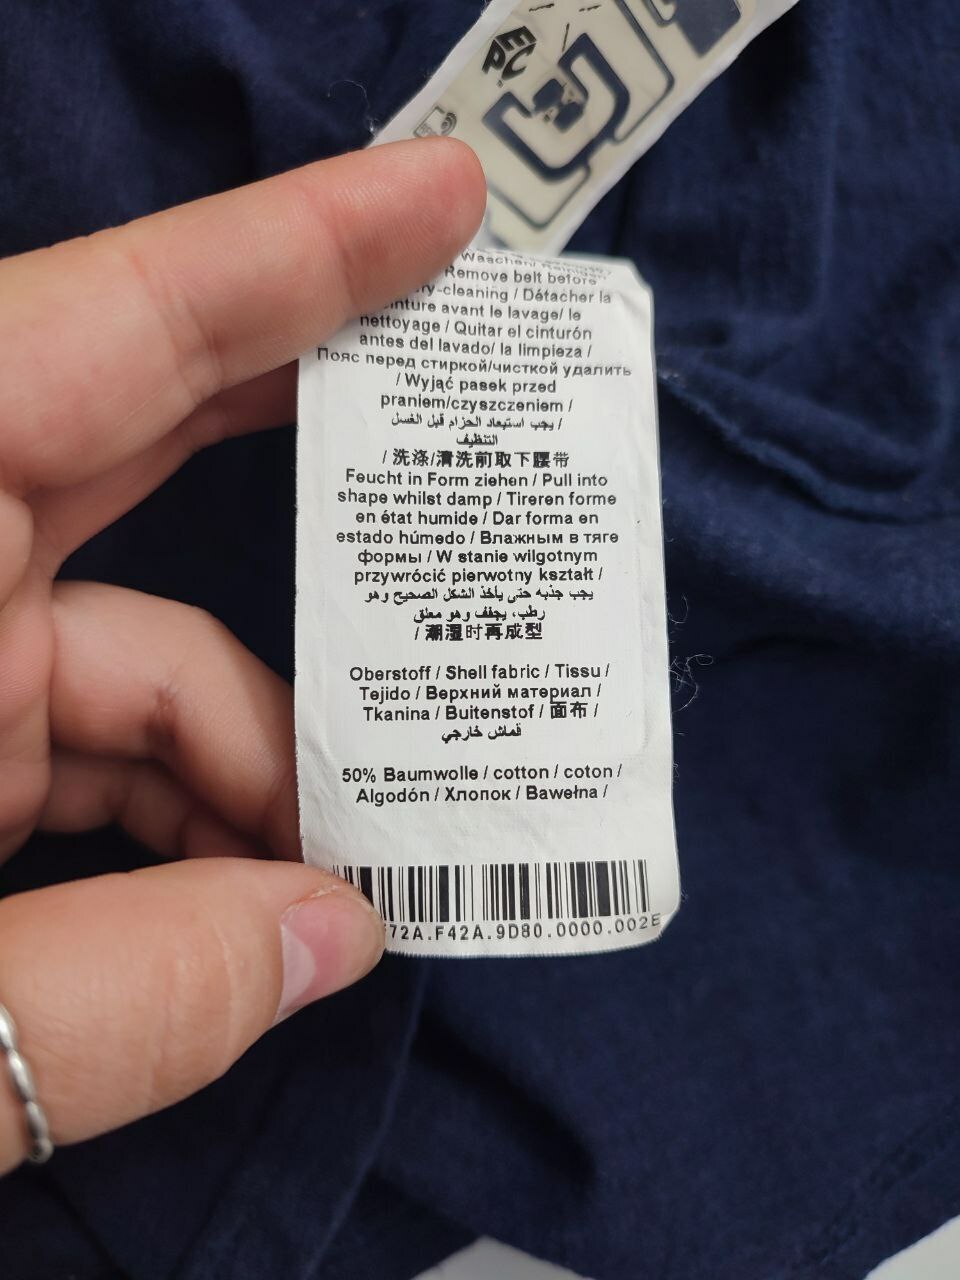 EPC
Waschen/ Reinigen/
Remove belt before
-cleaning / Détacher la
avant le lavage/ le
nettoyage / Quitar el cinturón
antes del lavado/ la limpieza /
Пояс перед стиркой/чисткой удалить
/ Wyjąć pasek przed
praniem/czyszczeniem /
يجب استبعاد الحزام قبل الغسل /
التنظيف
/ 洗涤/清洗前取下腰带
Feucht in Form ziehen / Pull into
shape whilst damp / Tireren forme
en état humide / Dar forma en
estado húmedo / Влажным в тяге
формы / W stanie wilgotnym
przywrócić pierwotny kształt /
يجب جذبه حتى يأخذ الشكل الصحيح وهو
رطب، يجفف وهو معلق
/ 潮湿时再成型
Oberstoff / Shell fabric / Tissu /
Tejido / Верхний материал /
Tkanina / Buitenstof / 面布 /
قماش خارجي
50% Baumwolle / cotton / coton /
Algodón / Хлопок / Bawełna /
72A.F42A.9D80.0000.002E